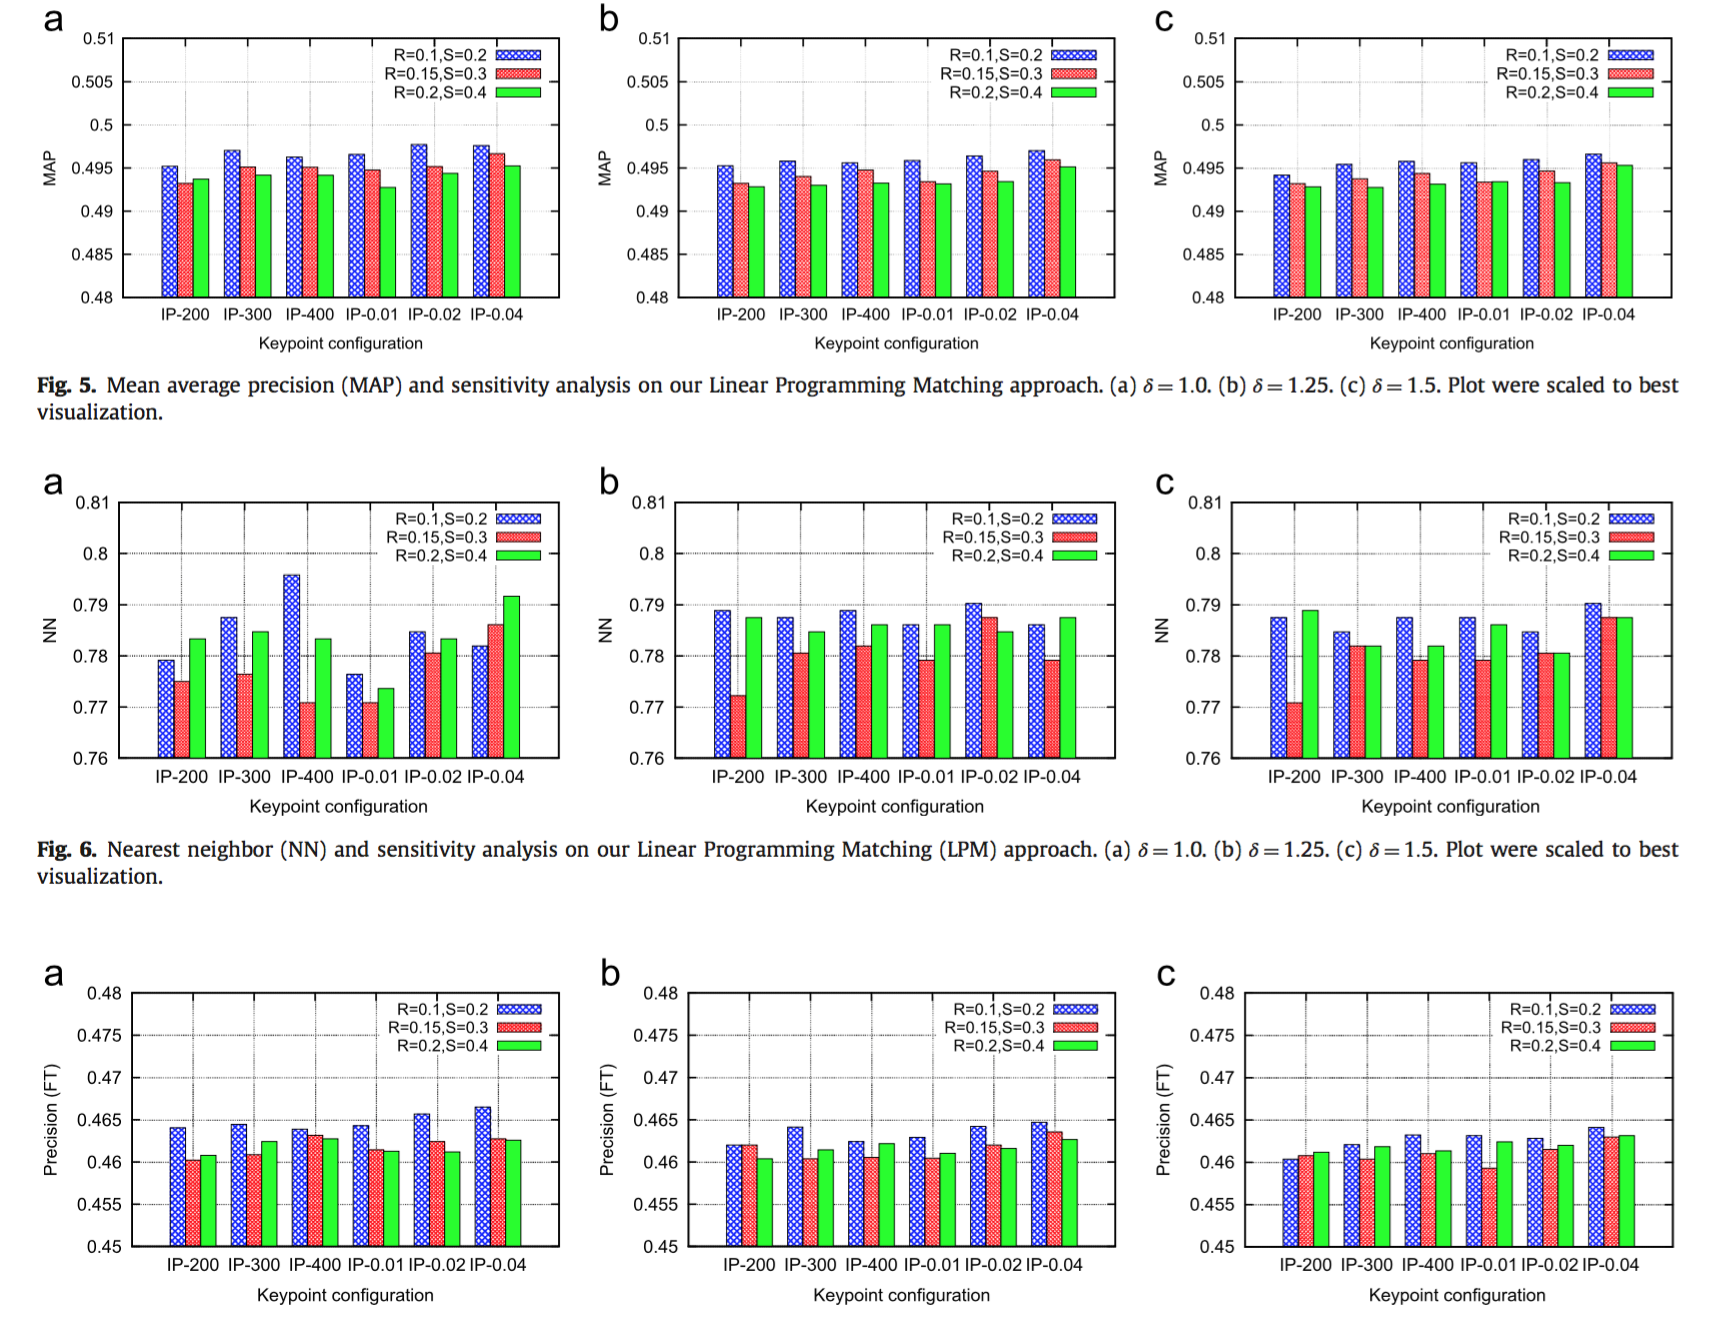 a
0.51
0.505
0.5
0.495
0.49
0.485
0.48
MAP
R=0.1,S=0.2
R=0.15,S=0.3
R=0.2,S=0.4
IP-200 IP-300 IP-400 IP-0.01 IP-0.02 IP-0.04
Keypoint configuration
b
0.51
0.505
0.5
0.495
0.49
0.485
0.48
MAP
R=0.1,S=0.2
R=0.15,S=0.3
R=0.2,S=0.4
IP-200 IP-300 IP-400 IP-0.01 IP-0.02 IP-0.04
Keypoint configuration
c
0.51
0.505
0.5
0.495
0.49
0.485
0.48
MAP
R=0.1,S=0.2
R=0.15,S=0.3
R=0.2,S=0.4
IP-200 IP-300 IP-400 IP-0.01 IP-0.02 IP-0.04
Keypoint configuration
Fig. 5. Mean average precision (MAP) and sensitivity analysis on our Linear Programming Matching approach. (a) δ = 1.0. (b) δ = 1.25. (c) δ = 1.5. Plot were scaled to best
visualization.
a
0.81
0.8
0.79
0.78
0.77
0.76
NN
R=0.1,S=0.2
R=0.15,S=0.3
R=0.2,S=0.4
IP-200 IP-300 IP-400 IP-0.01 IP-0.02 IP-0.04
Keypoint configuration
b
0.81
0.8
0.79
0.78
0.77
0.76
NN
R=0.1,S=0.2
R=0.15,S=0.3
R=0.2,S=0.4
IP-200 IP-300 IP-400 IP-0.01 IP-0.02 IP-0.04
Keypoint configuration
c
0.81
0.8
0.79
0.78
0.77
0.76
NN
R=0.1,S=0.2
R=0.15,S=0.3
R=0.2,S=0.4
IP-200 IP-300 IP-400 IP-0.01 IP-0.02 IP-0.04
Keypoint configuration
Fig. 6. Nearest neighbor (NN) and sensitivity analysis on our Linear Programming Matching (LPM) approach. (a) δ = 1.0. (b) δ = 1.25. (c) δ = 1.5. Plot were scaled to best
visualization.
a
0.48
0.475
0.47
0.465
0.46
0.455
0.45
Precision (FT)
R=0.1,S=0.2
R=0.15,S=0.3
R=0.2,S=0.4
IP-200 IP-300 IP-400 IP-0.01 IP-0.02 IP-0.04
Keypoint configuration
b
0.48
0.475
0.47
0.465
0.46
0.455
0.45
Precision (FT)
R=0.1,S=0.2
R=0.15,S=0.3
R=0.2,S=0.4
IP-200 IP-300 IP-400 IP-0.01 IP-0.02 IP-0.04
Keypoint configuration
c
0.48
0.475
0.47
0.465
0.46
0.455
0.45
Precision (FT)
R=0.1,S=0.2
R=0.15,S=0.3
R=0.2,S=0.4
IP-200 IP-300 IP-400 IP-0.01 IP-0.02 IP-0.04
Keypoint configuration